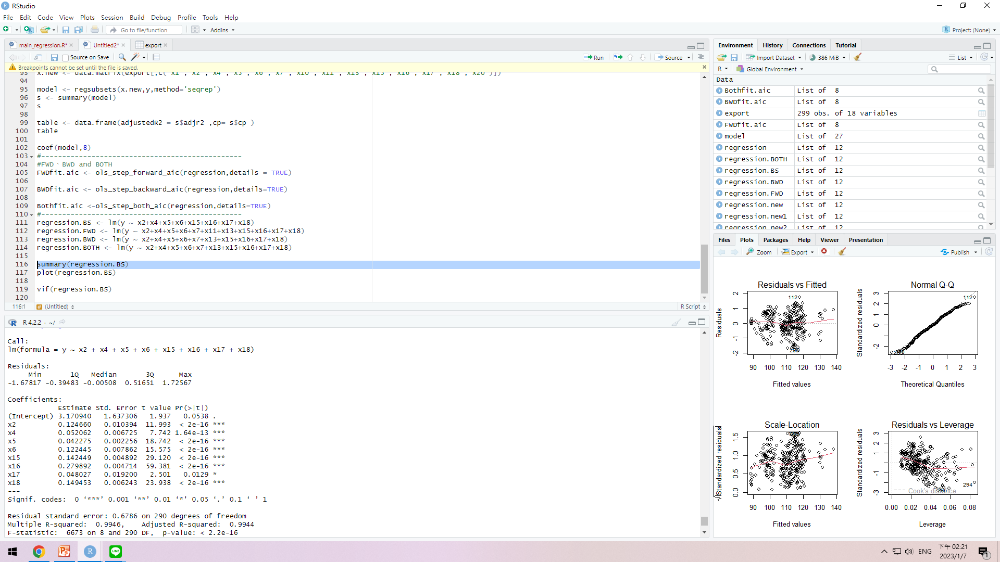 RStudio
File Edit Code View Plots Session Build Debug Profile Tools Help
Go to file/function Addins Project: (None)
main_regression.R* Untitled2* export
Source on Save Run Source
Breakpoints cannot be set until the file is saved.
93 x.new <- data.matrix(export[,c('x1','x2','x4','x5','x6','x7','x10','x11','x13','x15','x16','x17','x18','x20')])
94
95 model <- regsubsets(x.new,y,method='seqrep')
96 s <- summary(model)
97 s
98
99 table <- data.frame(adjustedR2 = s$adjr2 ,cp= s$cp )
100 table
101
102 coef(model,8)
103 #------------------------------------------------
104 #FWD、BWD and BOTH
105 FWDfit.aic <- ols_step_forward_aic(regression,details = TRUE)
106
107 BWDfit.aic <- ols_step_backward_aic(regression,details=TRUE)
108
109 Bothfit.aic <-ols_step_both_aic(regression,details=TRUE)
110 #------------------------------------------------
111 regression.BS <- lm(y ~ x2+x4+x5+x6+x15+x16+x17+x18)
112 regression.FWD <- lm(y ~ x2+x4+x5+x6+x7+x11+x13+x15+x16+x17+x18)
113 regression.BWD <- lm(y ~ x2+x4+x5+x6+x7+x13+x15+x16+x17+x18)
114 regression.BOTH <- lm(y ~ x2+x4+x5+x6+x7+x13+x15+x16+x17+x18)
115
116 summary(regression.BS)
117 plot(regression.BS)
118
119 vif(regression.BS)
120
116:1 # (Untitled) R Script
R 4.2.2 · ~/
Call:
lm(formula = y ~ x2 + x4 + x5 + x6 + x15 + x16 + x17 + x18)
Residuals:
Min 1Q Median 3Q Max
-1.67817 -0.39483 -0.00508 0.51651 1.72567
Coefficients:
Estimate Std. Error t value Pr(>|t|)
(Intercept) 3.170940 1.637306 1.937 0.0538 .
x2 0.124660 0.010394 11.993 < 2e-16 ***
x4 0.052062 0.006725 7.742 1.64e-13 ***
x5 0.042275 0.002256 18.742 < 2e-16 ***
x6 0.122445 0.007862 15.575 < 2e-16 ***
x15 0.142449 0.004892 29.120 < 2e-16 ***
x16 0.279892 0.004714 59.381 < 2e-16 ***
x17 0.048027 0.019200 2.501 0.0129 *
x18 0.149453 0.006243 23.938 < 2e-16 ***
---
Signif. codes: 0 ‘***’ 0.001 ‘**’ 0.01 ‘*’ 0.05 ‘.’ 0.1 ‘ ’ 1
Residual standard error: 0.6786 on 290 degrees of freedom
Multiple R-squared: 0.9946, Adjusted R-squared: 0.9944
F-statistic: 6673 on 8 and 290 DF, p-value: < 2.2e-16
Environment History Connections Tutorial
Import Dataset 386 MiB List
R Global Environment
Data
Bothfit.aic List of 8
BWDfit.aic List of 8
export 299 obs. of 18 variables
FWDfit.aic List of 8
model List of 27
regression List of 12
regression.BOTH List of 12
regression.BS List of 12
regression.BWD List of 12
regression.FWD List of 12
regression.new List of 12
regression.new1 List of 12
regression.new2 List of 12
Files Plots Packages Help Viewer Presentation
Zoom Export Publish
Residuals vs Fitted
Residuals
2
1
0
-1
-2
112
90 100 110 120 130 140
Fitted values
Normal Q-Q
Standardized residuals
3
2
1
0
-2
112
-3 -2 -1 0 1 2 3
Theoretical Quantiles
Scale-Location
√|Standardized residuals|
1.5
1.0
0.5
0.0
90 100 110 120 130 140
Fitted values
Residuals vs Leverage
Standardized residuals
3
2
1
-1
-3
294
Cook's distance
0.00 0.02 0.04 0.06 0.08
Leverage
ENG
下午 02:21
2023/1/7
1